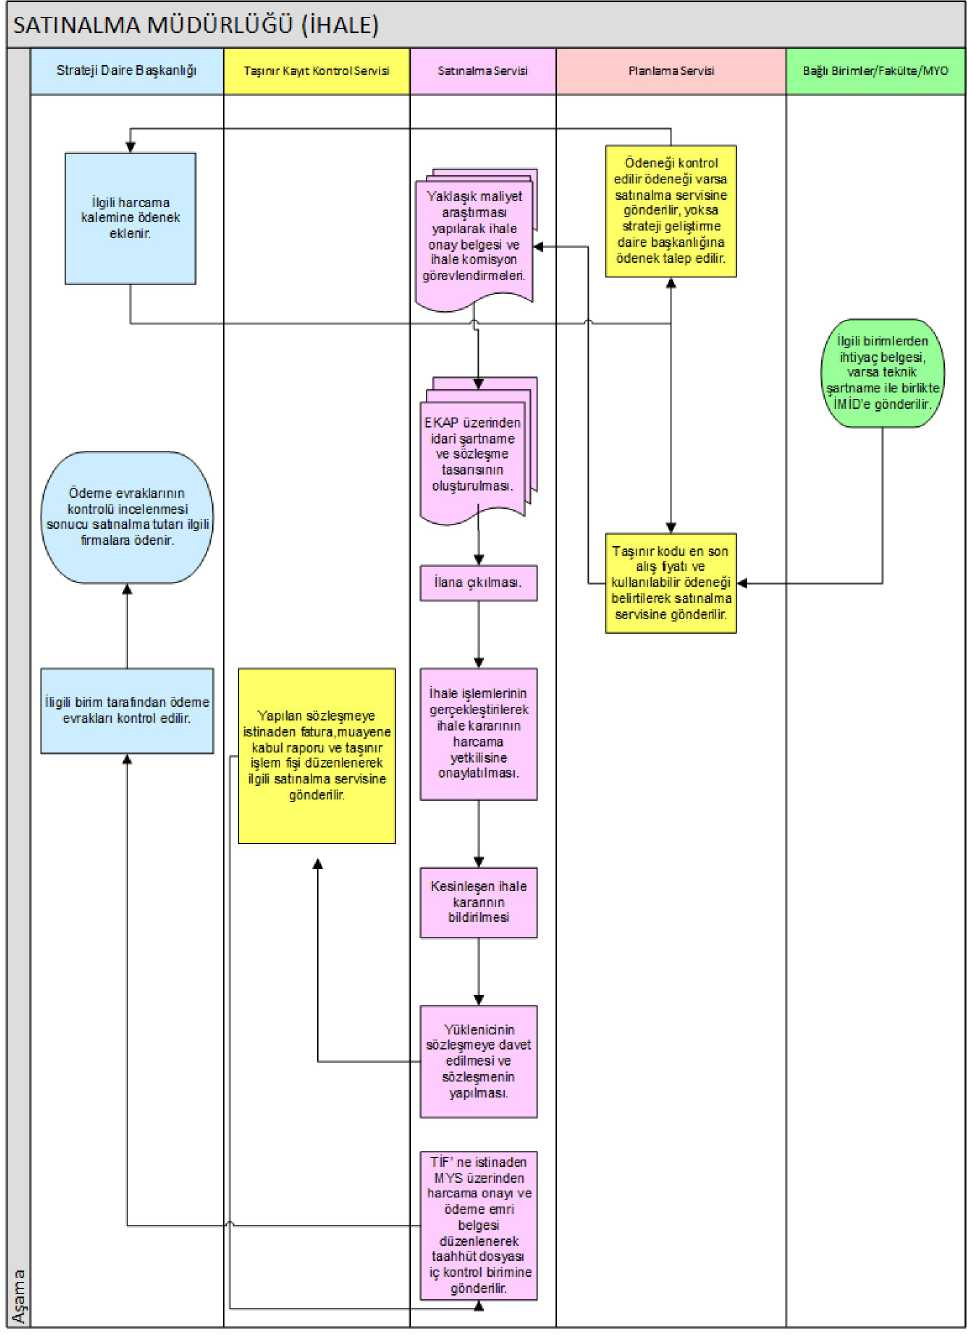 SATINALMA MÜDÜRLÜĞÜ (İHALE)
Strateji Daire Başkanlığı
Taşınır Kayıt Kontrol Servisi
Satınalma Servisi
Planlama Servisi
Bağlı Birimler/Fakülte/MYO
İlgili harcama
kalemine ödenek
eklenir.
Yaklaşık maliyet
araştırması
yapılarak ihale
onay belgesi ve
ihale komisyon
görevlendirmeleri.
Ödeneği kontrol
edilir ödeneği varsa
satınalma servisine
gönderilir, yoksa
strateji geliştirme
daire başkanlığına
ödenek talep edilir.
İlgili birimlerden
ihtiyaç belgesi,
varsa teknik
şartname ile birlikte
İMİD'e gönderilir.
EKAP üzerinden
idari şartname
ve sözleşme
tasarısının
oluşturulması.
Ödeme evraklarının
kontrolü incelenmesi
sonucu satınalma tutarı ilgili
firmalara ödenir.
Taşınır kodu en son
alış fiyatı ve
kullanılabilir ödeneği
belirtilerek satınalma
servisine gönderilir.
İlana çıkılması.
İligili birim tarafından ödeme
evrakları kontrol edilir.
Yapılan sözleşmeye
istinaden fatura,muayene
kabul raporu ve taşınır
işlem fişi düzenlenerek
ilgili satınalma servisine
gönderilir.
İhale işlemlerinin
gerçekleştirilerek
ihale kararının
harcama
yetkilisine
onaylatılması.
Kesinleşen ihale
kararının
bildirilmesi
Yüklenicinin
sözleşmeye davet
edilmesi ve
sözleşmenin
yapılması.
TİF' ne istinaden
MYS üzerinden
harcama onayı ve
ödeme emri
belgesi
düzenlenerek
taahhüt dosyası
iç kontrol birimine
gönderilir.
Aşama